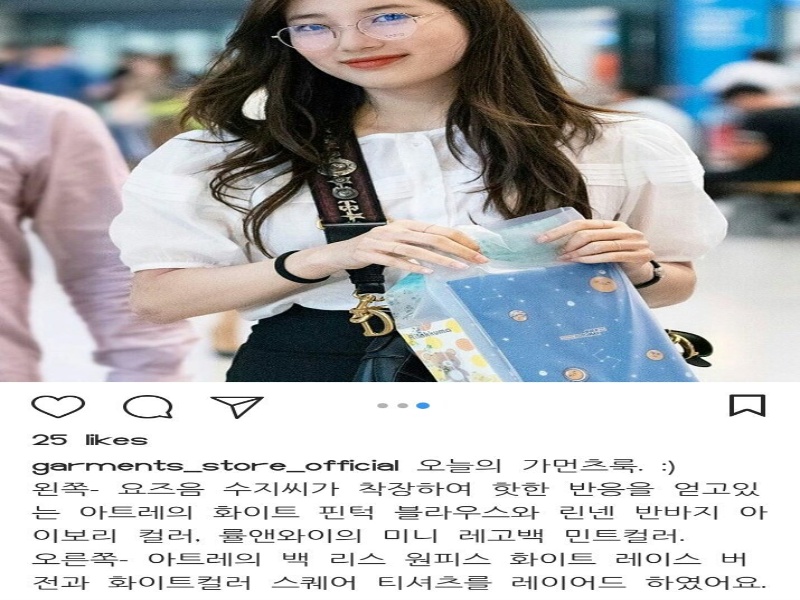 25 likes
garments_store_official 오늘의 가먼츠룩. :)
왼쪽- 요즈음 수지씨가 착장하여 핫한 반응을 얻고있
는 아트레의 화이트 핀턱 블라우스와 린넨 반바지 아
이보리 컬러, 률앤와이의 미니 레고백 민트컬러.
오른쪽- 아트레의 백 리스 원피스 화이트 레이스 버
전과 화이트컬러 스퀘어 티셔츠를 레이어드 하였어요.